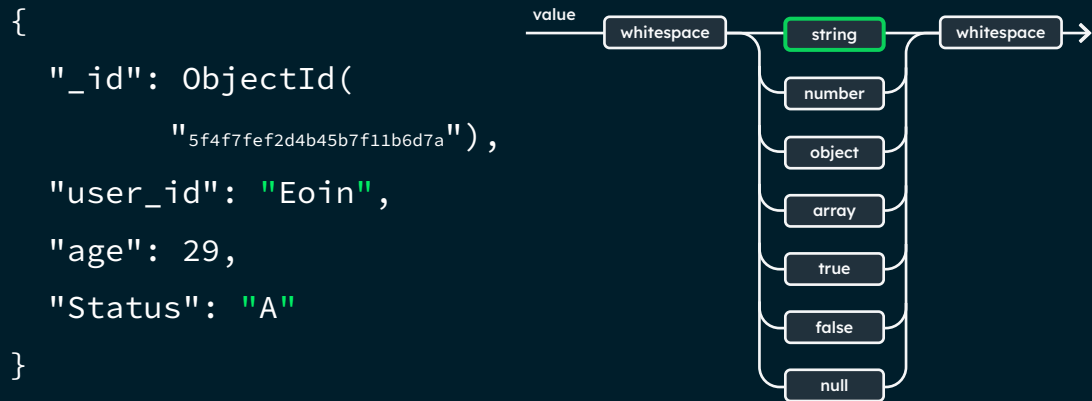 {
"_id": ObjectId(
"5f4f7fef2d4b45b7f11b6d7a"),
"user_id": "Eoin",
"age": 29,
"Status": "A"
}
value
whitespace
string
whitespace
number
object
array
true
false
null